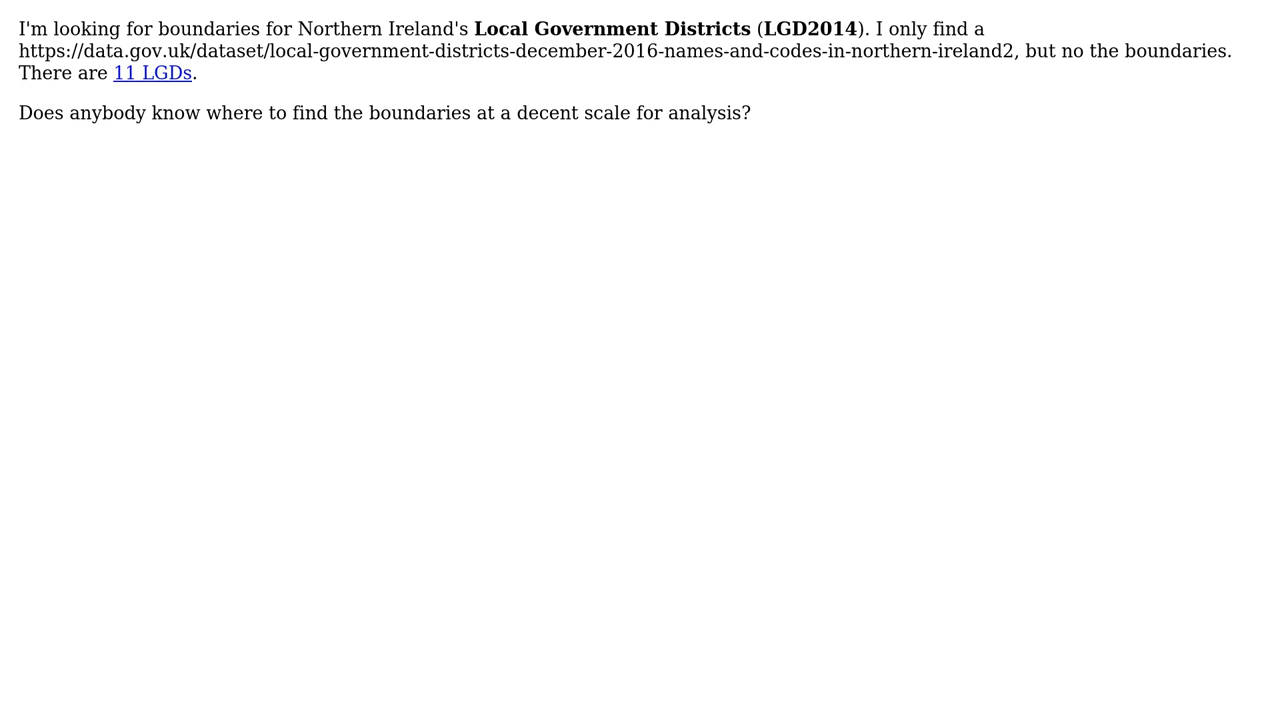 I'm looking for boundaries for Northern Ireland's Local Government Districts (LGD2014). I only find a
https://data.gov.uk/dataset/local-government-districts-december-2016-names-and-codes-in-northern-ireland2, but no the boundaries.
There are 11 LGDs.
Does anybody know where to find the boundaries at a decent scale for analysis?